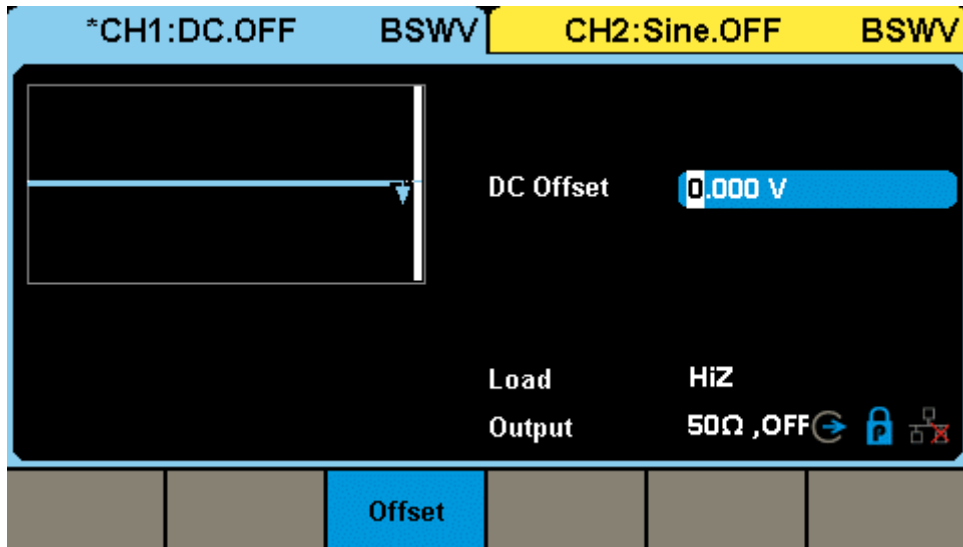 *CH1:DC.OFF BSWV CH2:Sine.OFF BSWV
DC Offset 0.000 V
Load HiZ
Output 50Ω ,OFF
P
Offset